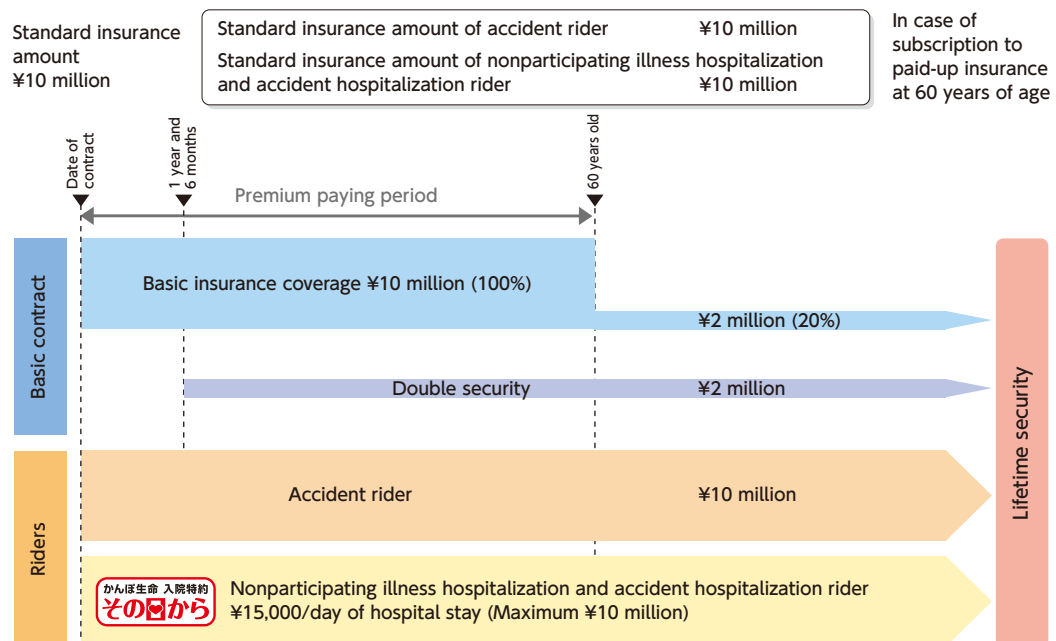 Standard insurance
amount
¥10 million
Standard insurance amount of accident rider ¥10 million
Standard insurance amount of nonparticipating illness hospitalization
and accident hospitalization rider ¥10 million
In case of
subscription to
paid-up insurance
at 60 years of age
Date of
contract
1 year and
6 months
60 years old
Premium paying period
Basic contract
Basic insurance coverage ¥10 million (100%)
¥2 million (20%)
Double security ¥2 million
Lifetime security
Riders
Accident rider ¥10 million
かんぽ生命 入院特約
その日から
Nonparticipating illness hospitalization and accident hospitalization rider
¥15,000/day of hospital stay (Maximum ¥10 million)